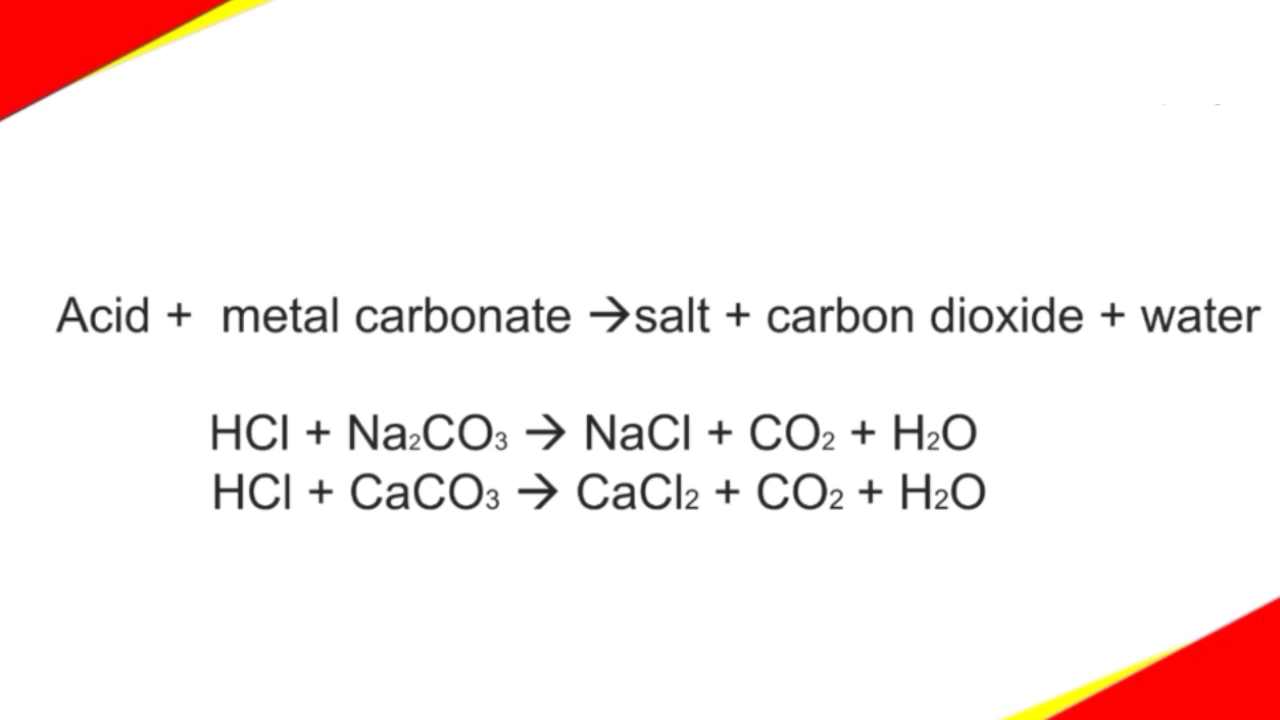 Acid + metal carbonate →salt + carbon dioxide + water
HCl + Na₂CO₃ → NaCl + CO₂ + H₂O
HCl + CaCO₃ → CaCl₂ + CO₂ + H₂O